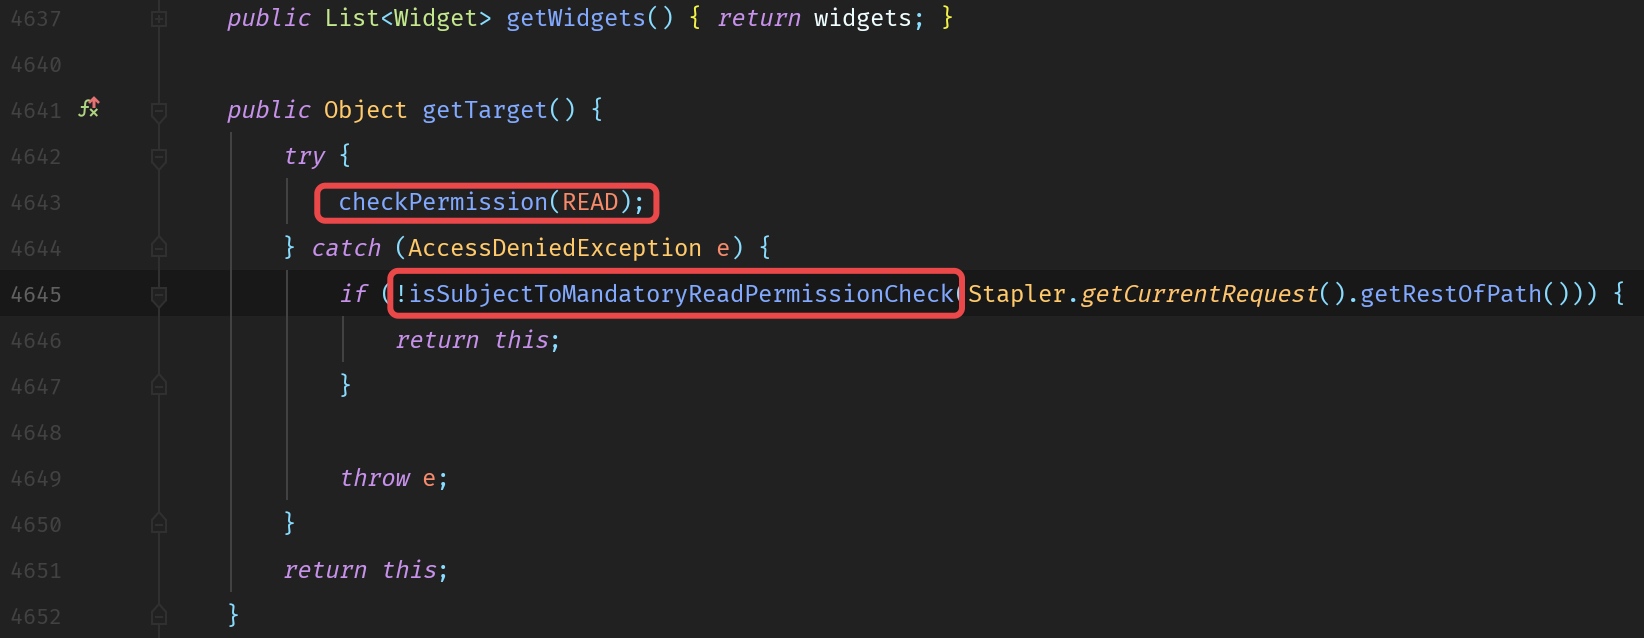 4637 public List<Widget> getWidgets() { return widgets; }
4640
4641 public Object getTarget() {
4642 try {
4643 checkPermission(READ);
4644 } catch (AccessDeniedException e) {
4645 if (!isSubjectToMandatoryReadPermissionCheck(Stapler.getCurrentRequest().getRestOfPath())) {
4646 return this;
4647 }
4648
4649 throw e;
4650 }
4651 return this;
4652 }